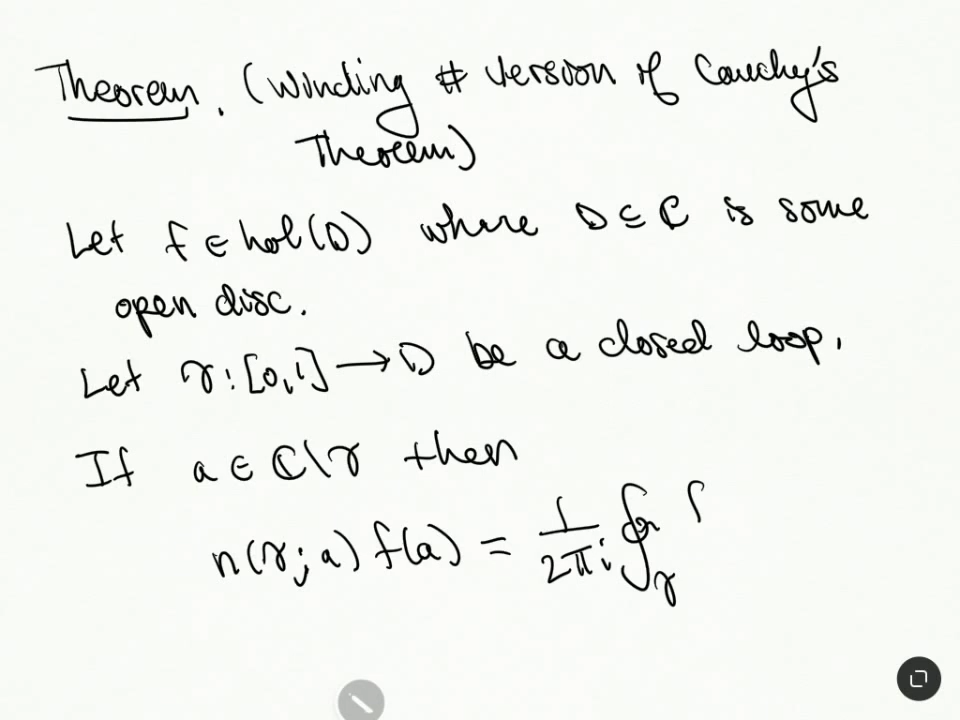 Theorem. (Winding # version of Cauchy's
Theorem)
Let f ∈ hol(D) where D ⊆ ℂ is some
open disc.
Let γ : [0,1] → D be a closed loop.
If a ∈ ℂ\γ then
n(γ; a) f(a) = 1/2πi ∮_γ